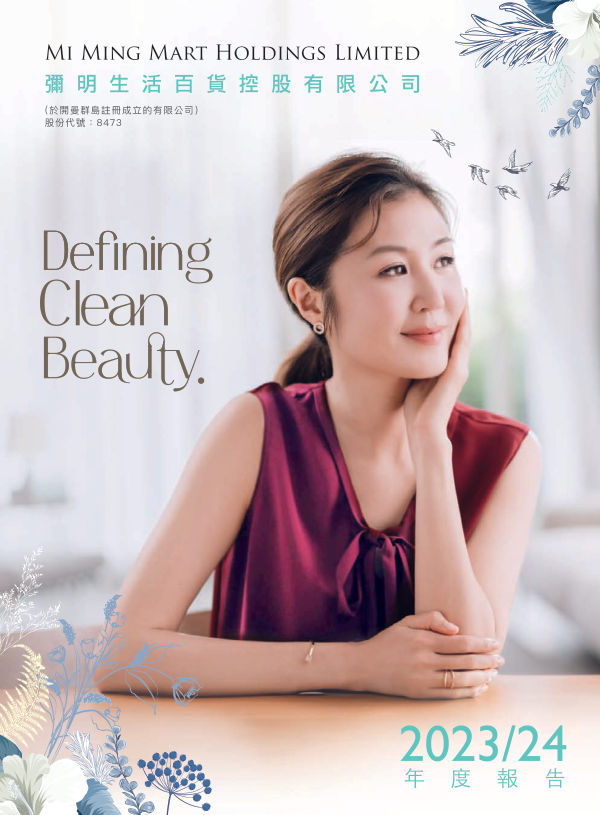 Mi Ming Mart Holdings Limited
彌明生活百貨控股有限公司
(於開曼群島註冊成立的有限公司)
股份代號：8473
Defining
Clean
Beauty.
2023/24
年度報告